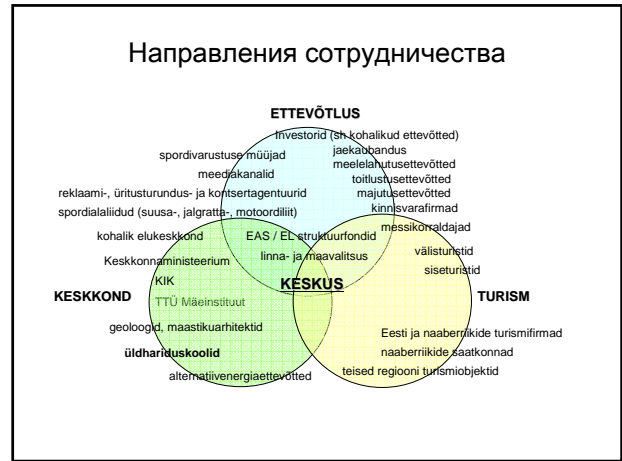 Направления сотрудничества
ETTEVÕTLUS
Investorid (sh kohalikud ettevõtted)
jaekaubandus
spordivarustuse müüjad
meelelahutusettevõtted
meediakanalid
toitlustusettevõtted
reklaami-, üritusturundus- ja kontsertagentuurid
majutusettevõtted
spordialaliidud (suusa-, jalgratta-, motoordiliit)
kinnisvarafirmad
messikorraldajad
kohalik elukeskkond
EAS / EL struktuurfondid
välisturistid
Keskkonnaministeerium
linna- ja maavalitsus
siseturistid
KIK
KESKUS
KESKKOND
TTÜ Mäeinstituut
TURISM
geoloogid, maastikuarhitektid
Eesti ja naaberriikide turismifirmad
üldhariduskoolid
naaberriikide saatkonnad
alternatiivenergiaettevõtted
teised regiooni turismiobjektid